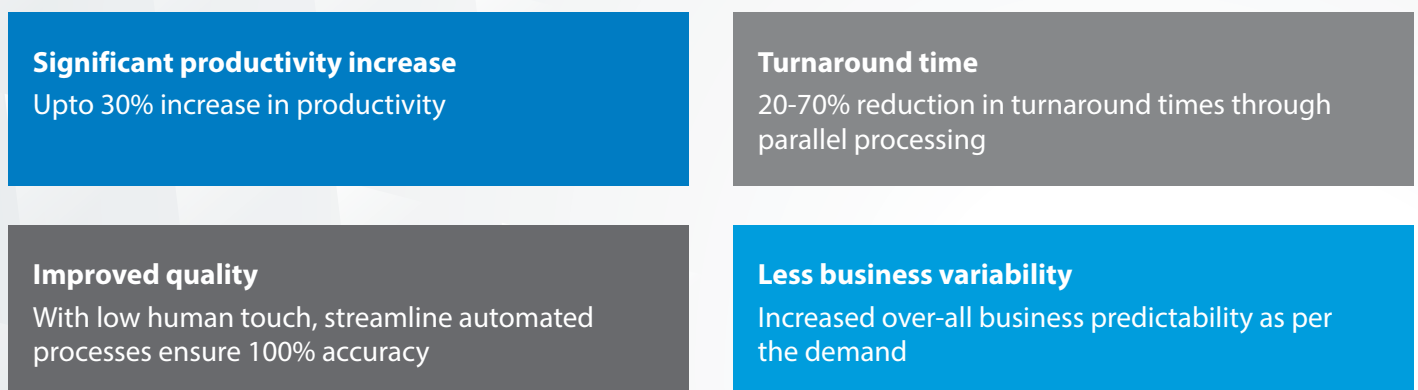 Significant productivity increase
Upto 30% increase in productivity
Turnaround time
20-70% reduction in turnaround times through
parallel processing
Improved quality
With low human touch, streamline automated
processes ensure 100% accuracy
Less business variability
Increased over-all business predictability as per
the demand